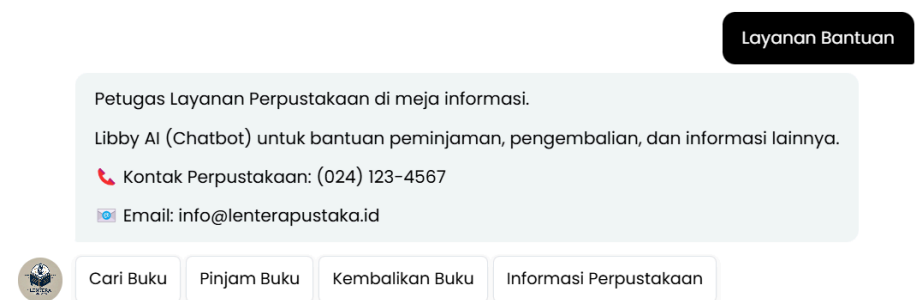 Layanan Bantuan
Petugas Layanan Perpustakaan di meja informasi.
Libby AI (Chatbot) untuk bantuan peminjaman, pengembalian, dan informasi lainnya.
📞 Kontak Perpustakaan: (024) 123-4567
📧 Email: info@lenterapustaka.id
LENTERA
Cari Buku
Pinjam Buku
Kembalikan Buku
Informasi Perpustakaan